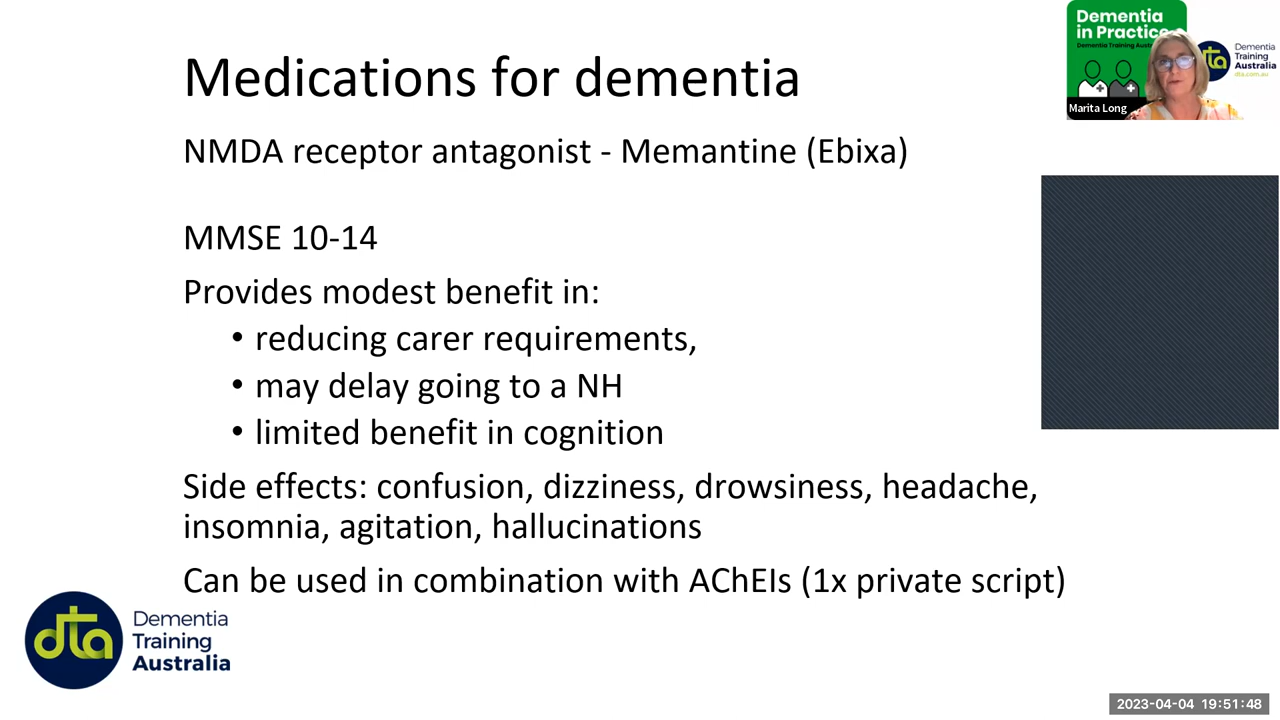 Medications for dementia
NMDA receptor antagonist - Memantine (Ebixa)
MMSE 10-14
Provides modest benefit in:
• reducing carer requirements,
• may delay going to a NH
• limited benefit in cognition
Side effects: confusion, dizziness, drowsiness, headache,
insomnia, agitation, hallucinations
Can be used in combination with AChEIs (1x private script)
dta
Dementia
Training
Australia
Dementia
in Practice
Dementia Training
Marita Long
Dementia
Training
Australia
dta.com.au
2023-04-04 19:51:48